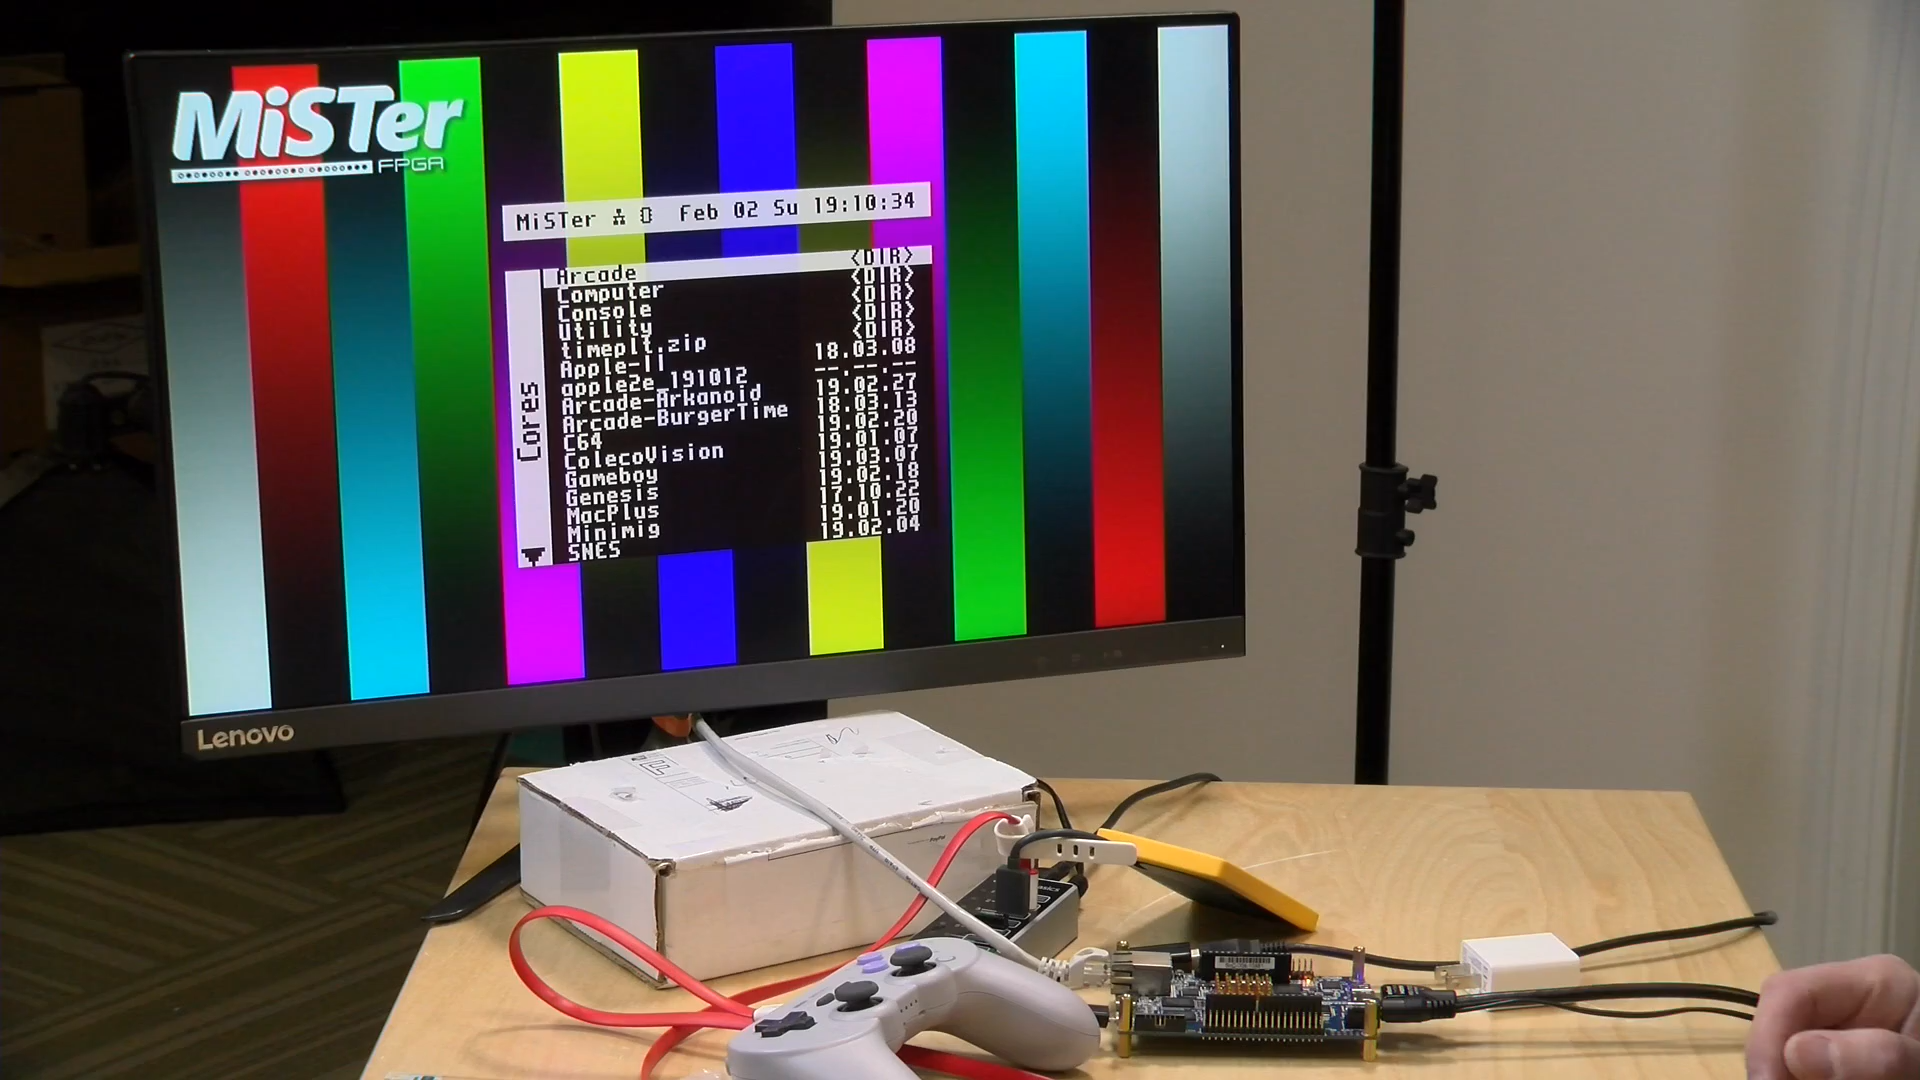 MiSTer
FPGA
MiSTer Feb 02 Su 19:10:34
Cores
Arcade <DIR>
Computer <DIR>
Console <DIR>
Utility <DIR>
timeplt.zip <DIR>
Apple-II 18.03.08
apple2e_191012 --.--.--
Arcade-Arkanoid 19.02.27
Arcade-BurgerTime 18.03.13
C64 19.02.20
ColecoVision 19.01.07
Gameboy 19.03.07
Genesis 19.02.18
MacPlus 17.10.22
Minimig 19.01.20
SNES 19.02.04
Lenovo
PayPal